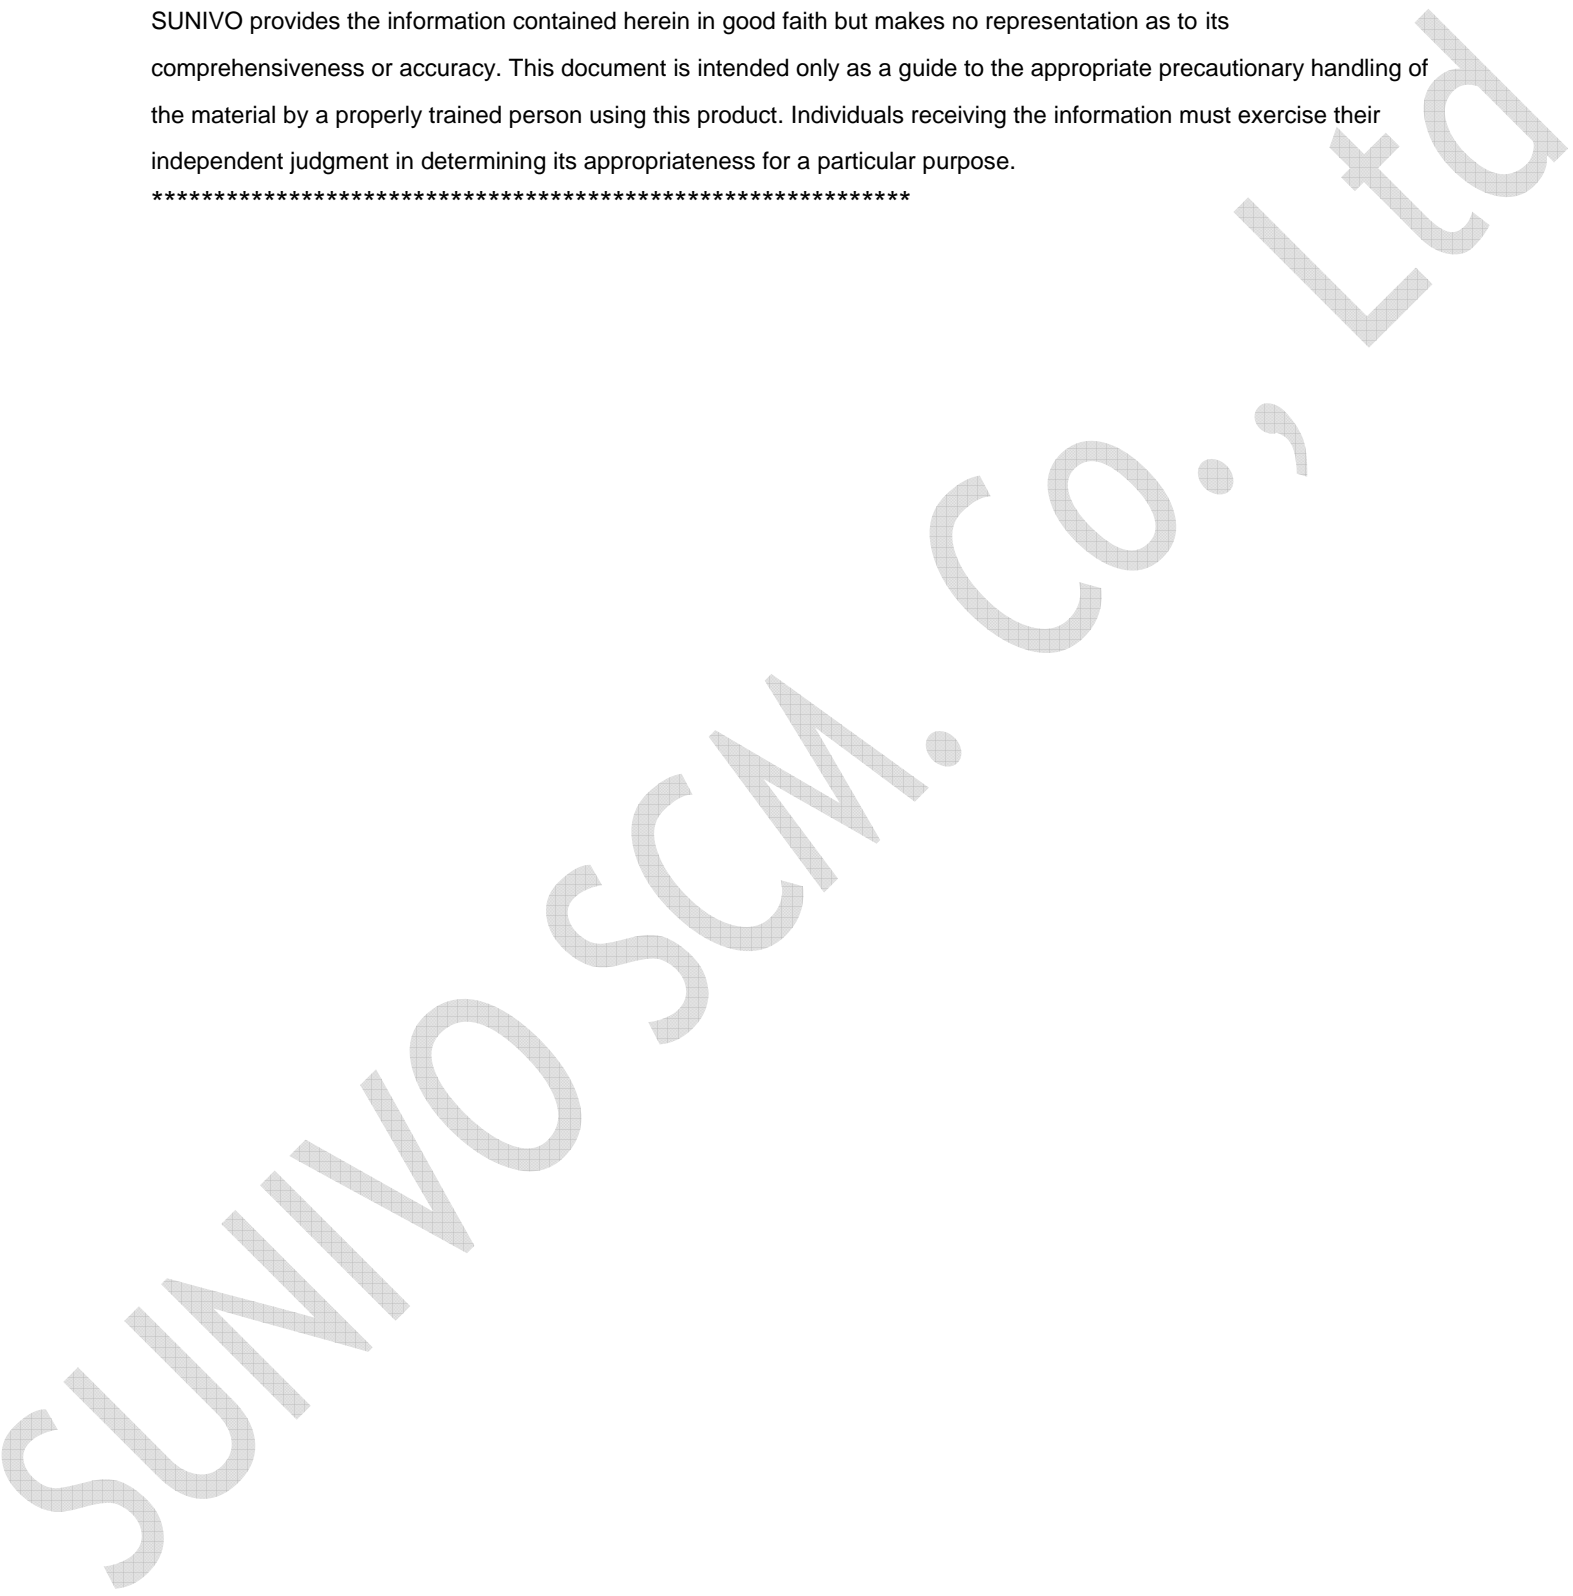 SUNIVO provides the information contained herein in good faith but makes no representation as to its
comprehensiveness or accuracy. This document is intended only as a guide to the appropriate precautionary handling of
the material by a properly trained person using this product. Individuals receiving the information must exercise their
independent judgment in determining its appropriateness for a particular purpose.
*************************************************************
SUNIVO SCM. Co., Ltd